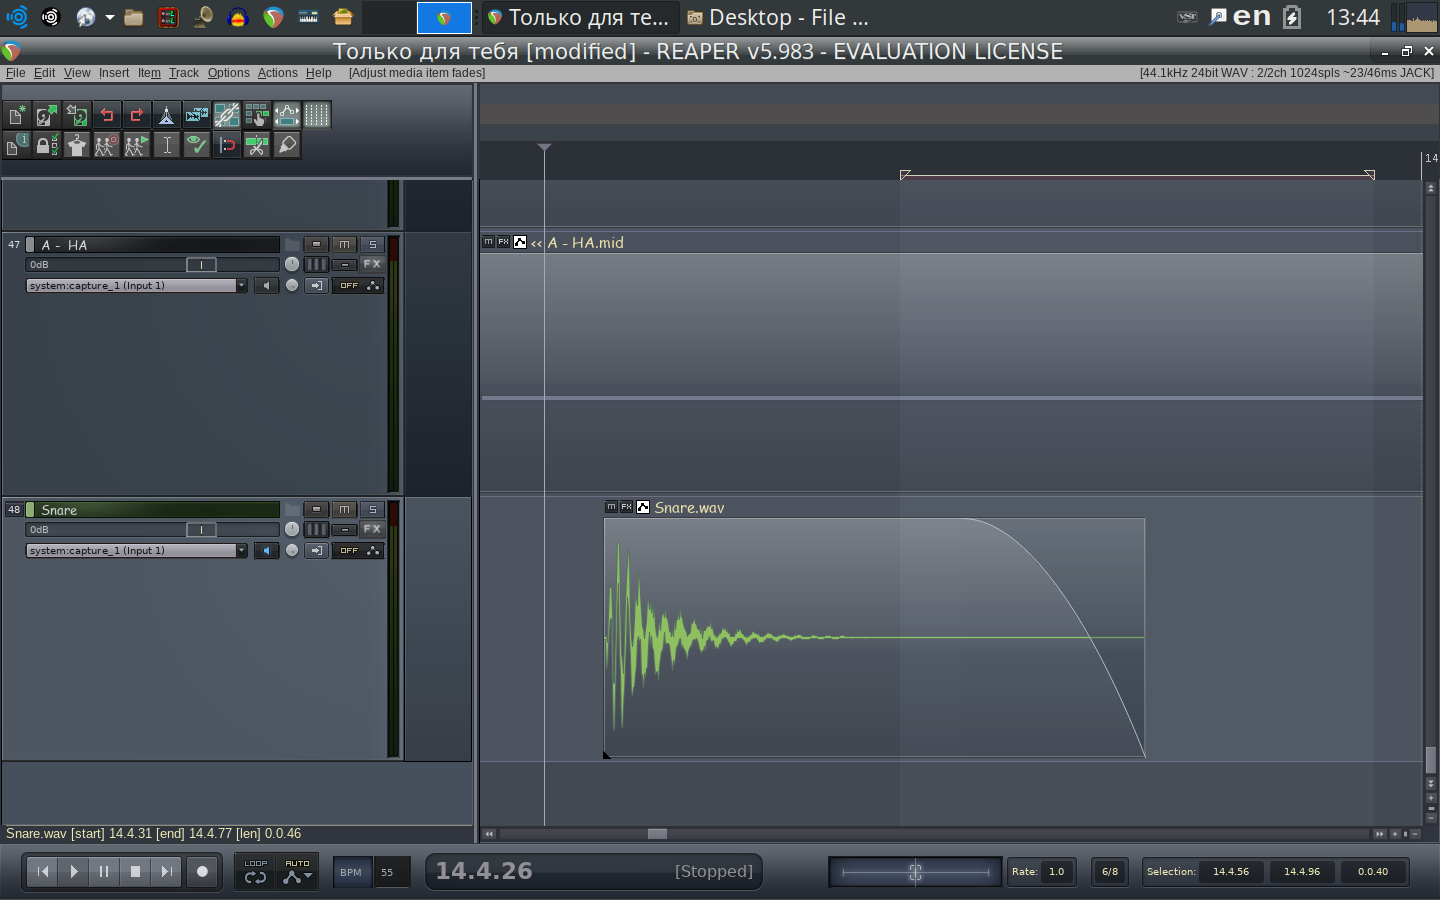 Только для те... Desktop - File ... en 13:44
Только для тебя [modified] - REAPER v5.983 - EVALUATION LICENSE
File Edit View Insert Item Track Options Actions Help [Adjust media item fades] [44.1kHz 24bit WAV : 2/2ch 1024spls ~23/46ms JACK]
14
47 A - HA M S
M FX << A - HA.mid
0dB FX
system:capture_1 (Input 1) OFF
48 Snare M S
M FX Snare.wav
0dB FX
system:capture_1 (Input 1) OFF
Snare.wav [start] 14.4.31 [end] 14.4.77 [len] 0.0.46
LOOP AUTO
BPM 55 14.4.26 [Stopped] Rate: 1.0 6/8 Selection: 14.4.56 14.4.96 0.0.40